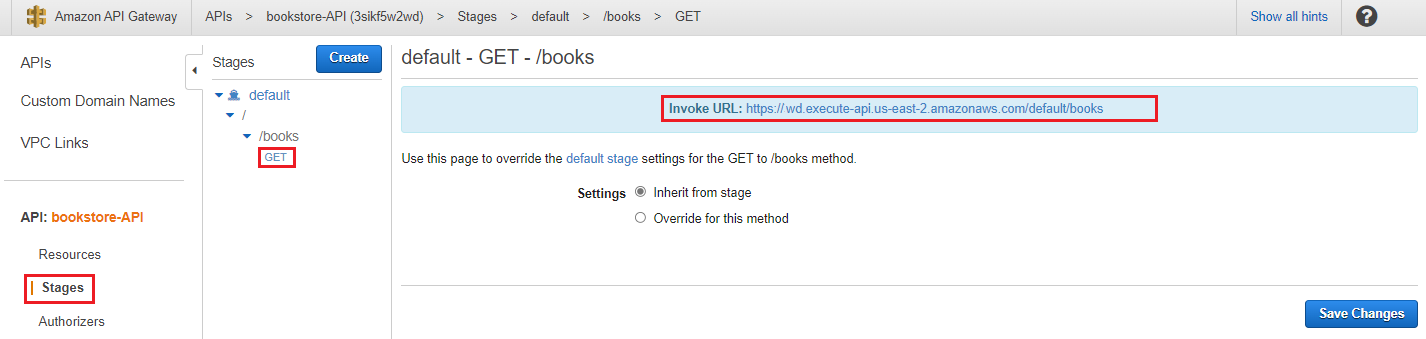 Amazon API Gateway APIs > bookstore-API (3sikf5w2wd) > Stages > default > /books > GET Show all hints ?
APIs
Custom Domain Names
VPC Links
API: bookstore-API
Resources
Stages
Authorizers
Stages Create
default
/
/books
GET
default - GET - /books
Invoke URL: https://wd.execute-api.us-east-2.amazonaws.com/default/books
Use this page to override the default stage settings for the GET to /books method.
Settings Inherit from stage
Override for this method
Save Changes